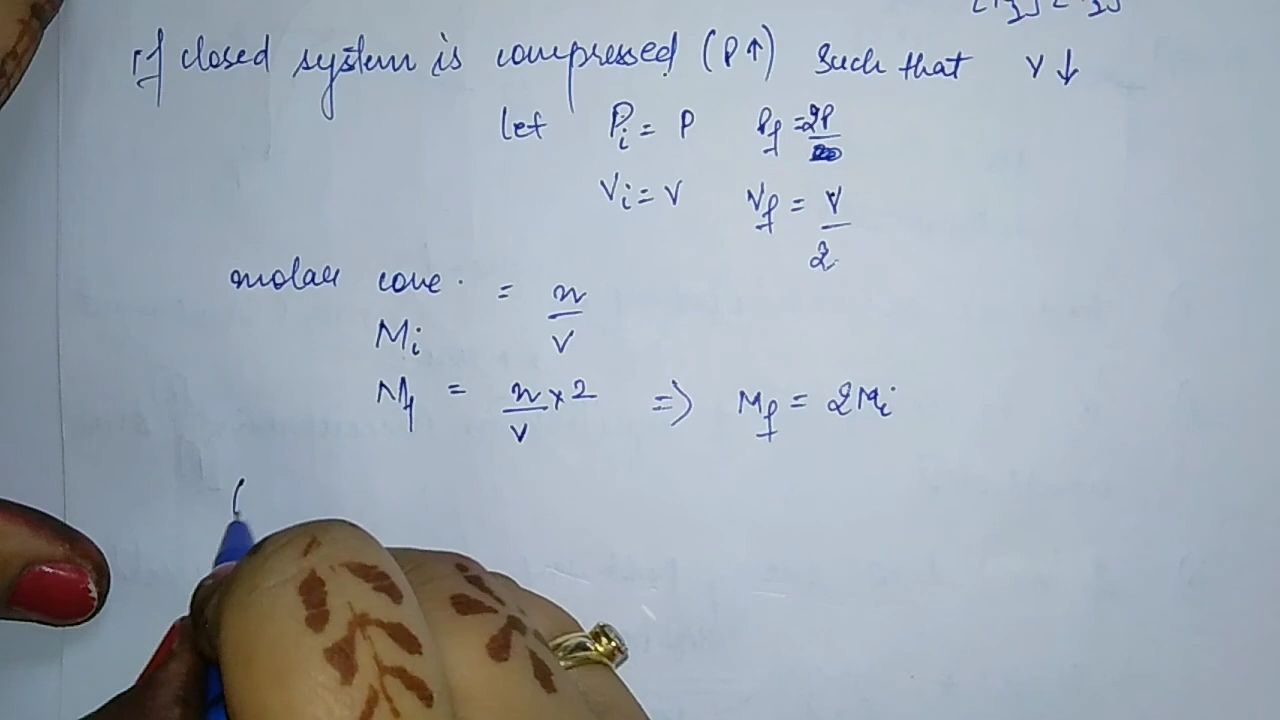 If closed system is compressed (P↑) such that V ↓
Let Pi = P Pf = 2P
Vi = V Vf = V/2
molar conc. = n/V
Mi
Mf = n/V × 2 => Mf = 2Mi
(